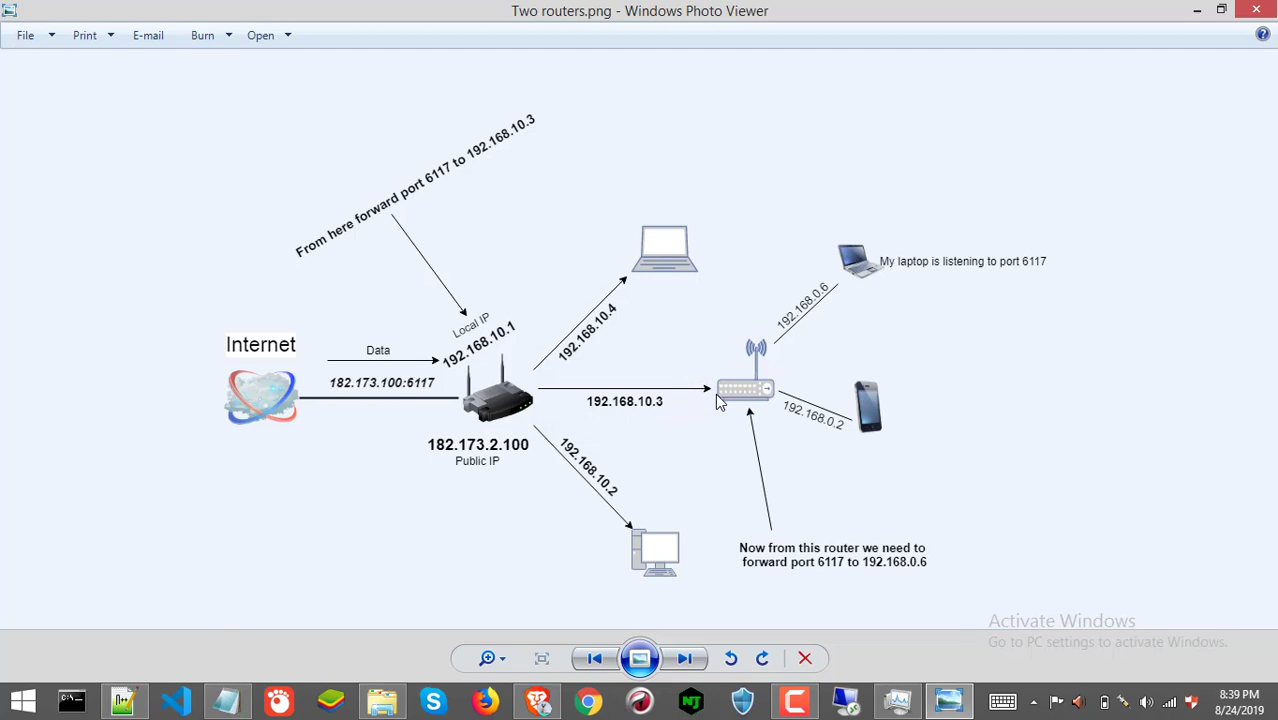 Two routers.png - Windows Photo Viewer
File Print E-mail Burn Open
From here forward port 6117 to 192.168.10.3
Local IP
192.168.10.1
Internet
Data
182.173.100:6117
182.173.2.100
Public IP
192.168.10.4
192.168.10.3
192.168.10.2
My laptop is listening to port 6117
192.168.0.6
192.168.0.2
Now from this router we need to
forward port 6117 to 192.168.0.6
Activate Windows
Go to PC settings to activate Windows.
8:39 PM
8/24/2019